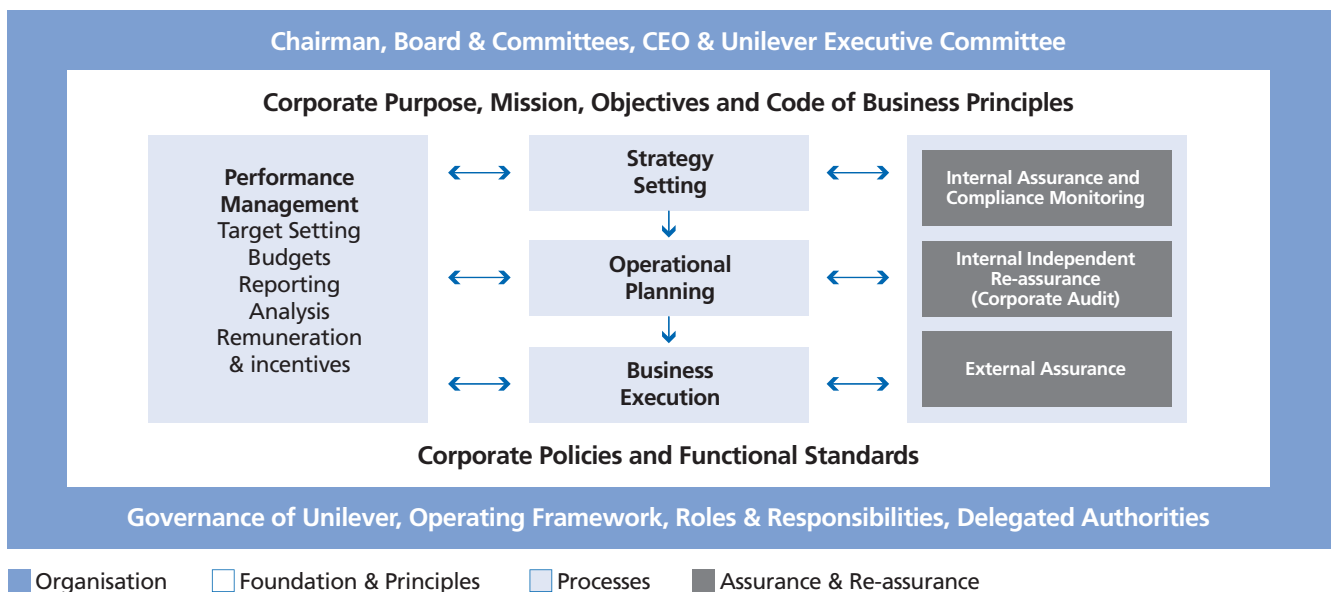 Chairman, Board & Committees, CEO & Unilever Executive Committee
Corporate Purpose, Mission, Objectives and Code of Business Principles
Performance
Management
Target Setting
Budgets
Reporting
Analysis
Remuneration
& incentives
Strategy
Setting
Operational
Planning
Business
Execution
Internal Assurance and
Compliance Monitoring
Internal Independent
Re-assurance
(Corporate Audit)
External Assurance
Corporate Policies and Functional Standards
Governance of Unilever, Operating Framework, Roles & Responsibilities, Delegated Authorities
Organisation
Foundation & Principles
Processes
Assurance & Re-assurance